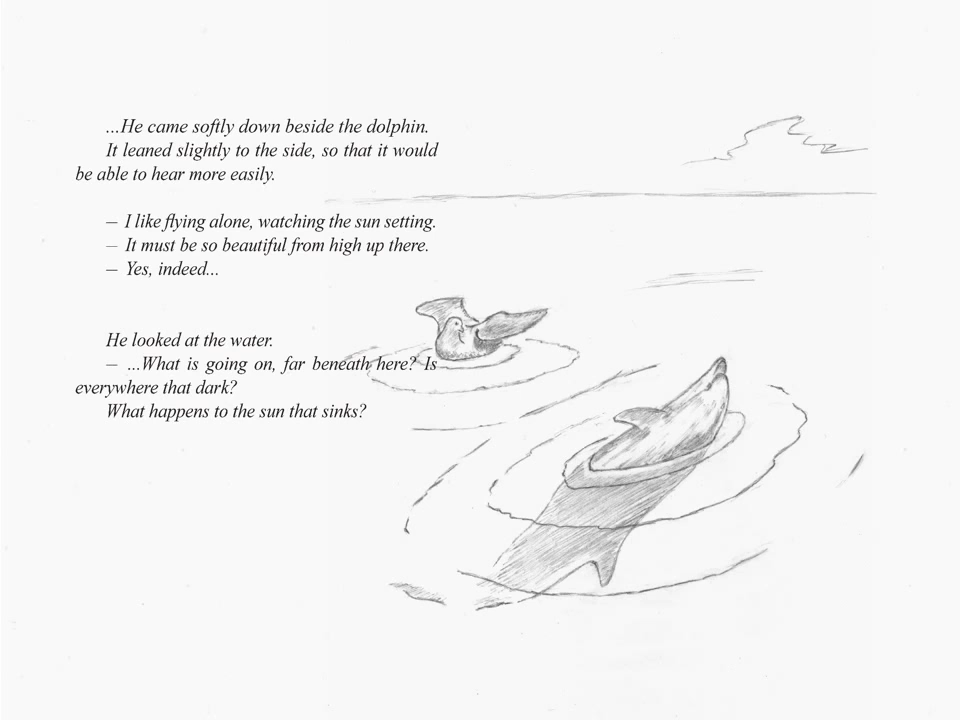 ...He came softly down beside the dolphin.
It leaned slightly to the side, so that it would
be able to hear more easily.
– I like flying alone, watching the sun setting.
– It must be so beautiful from high up there.
– Yes, indeed...
He looked at the water.
– ...What is going on, far beneath here? Is
everywhere that dark?
What happens to the sun that sinks?